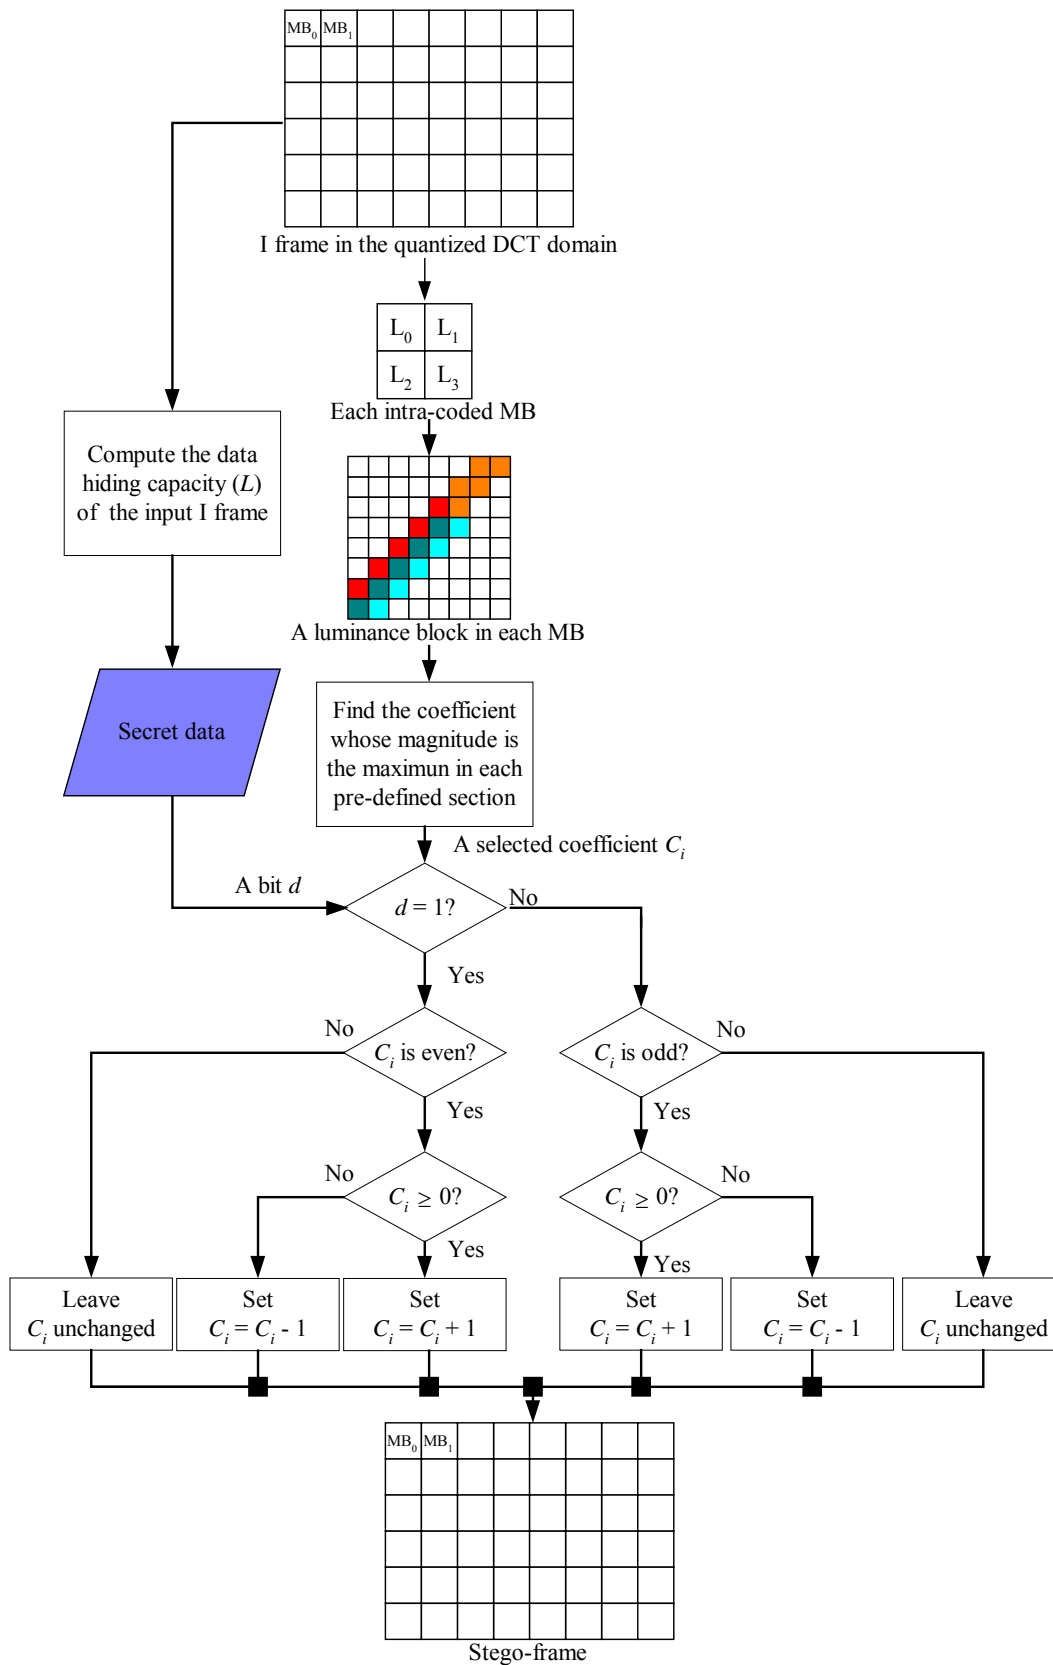 MB₀ MB₁
I frame in the quantized DCT domain
L₀ L₁
L₂ L₃
Each intra-coded MB
Compute the data
hiding capacity (L)
of the input I frame
A luminance block in each MB
Secret data
Find the coefficient
whose magnitude is
the maximun in each
pre-defined section
A selected coefficient Cᵢ
A bit d
d = 1?
No
Yes
No
Cᵢ is even?
Cᵢ is odd?
No
Yes
Yes
No
Cᵢ ≥ 0?
Cᵢ ≥ 0?
No
Yes
Yes
Leave
Cᵢ unchanged
Set
Cᵢ = Cᵢ - 1
Set
Cᵢ = Cᵢ + 1
Set
Cᵢ = Cᵢ + 1
Set
Cᵢ = Cᵢ - 1
Leave
Cᵢ unchanged
MB₀ MB₁
Stego-frame